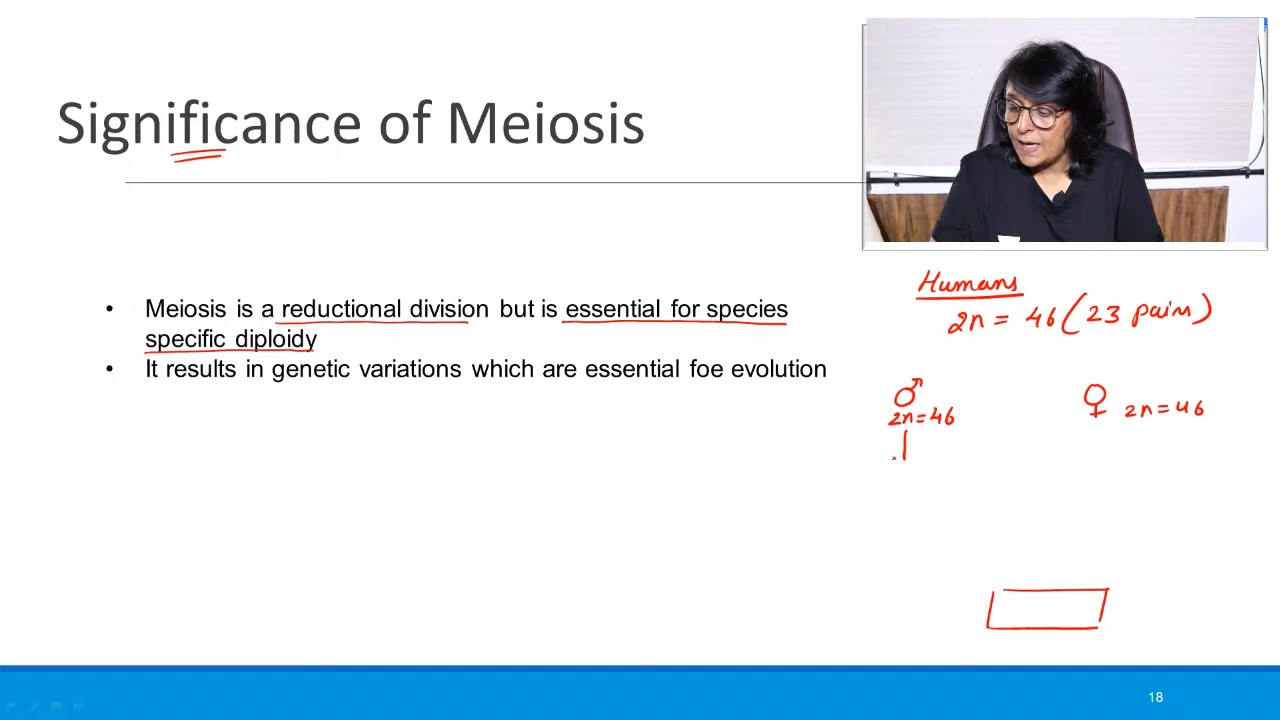 Significance of Meiosis
• Meiosis is a reductional division but is essential for species
specific diploidy
• It results in genetic variations which are essential foe evolution
Humans
2n = 46 (23 pairs)
♂ ♀
2n=46 2n=46
18